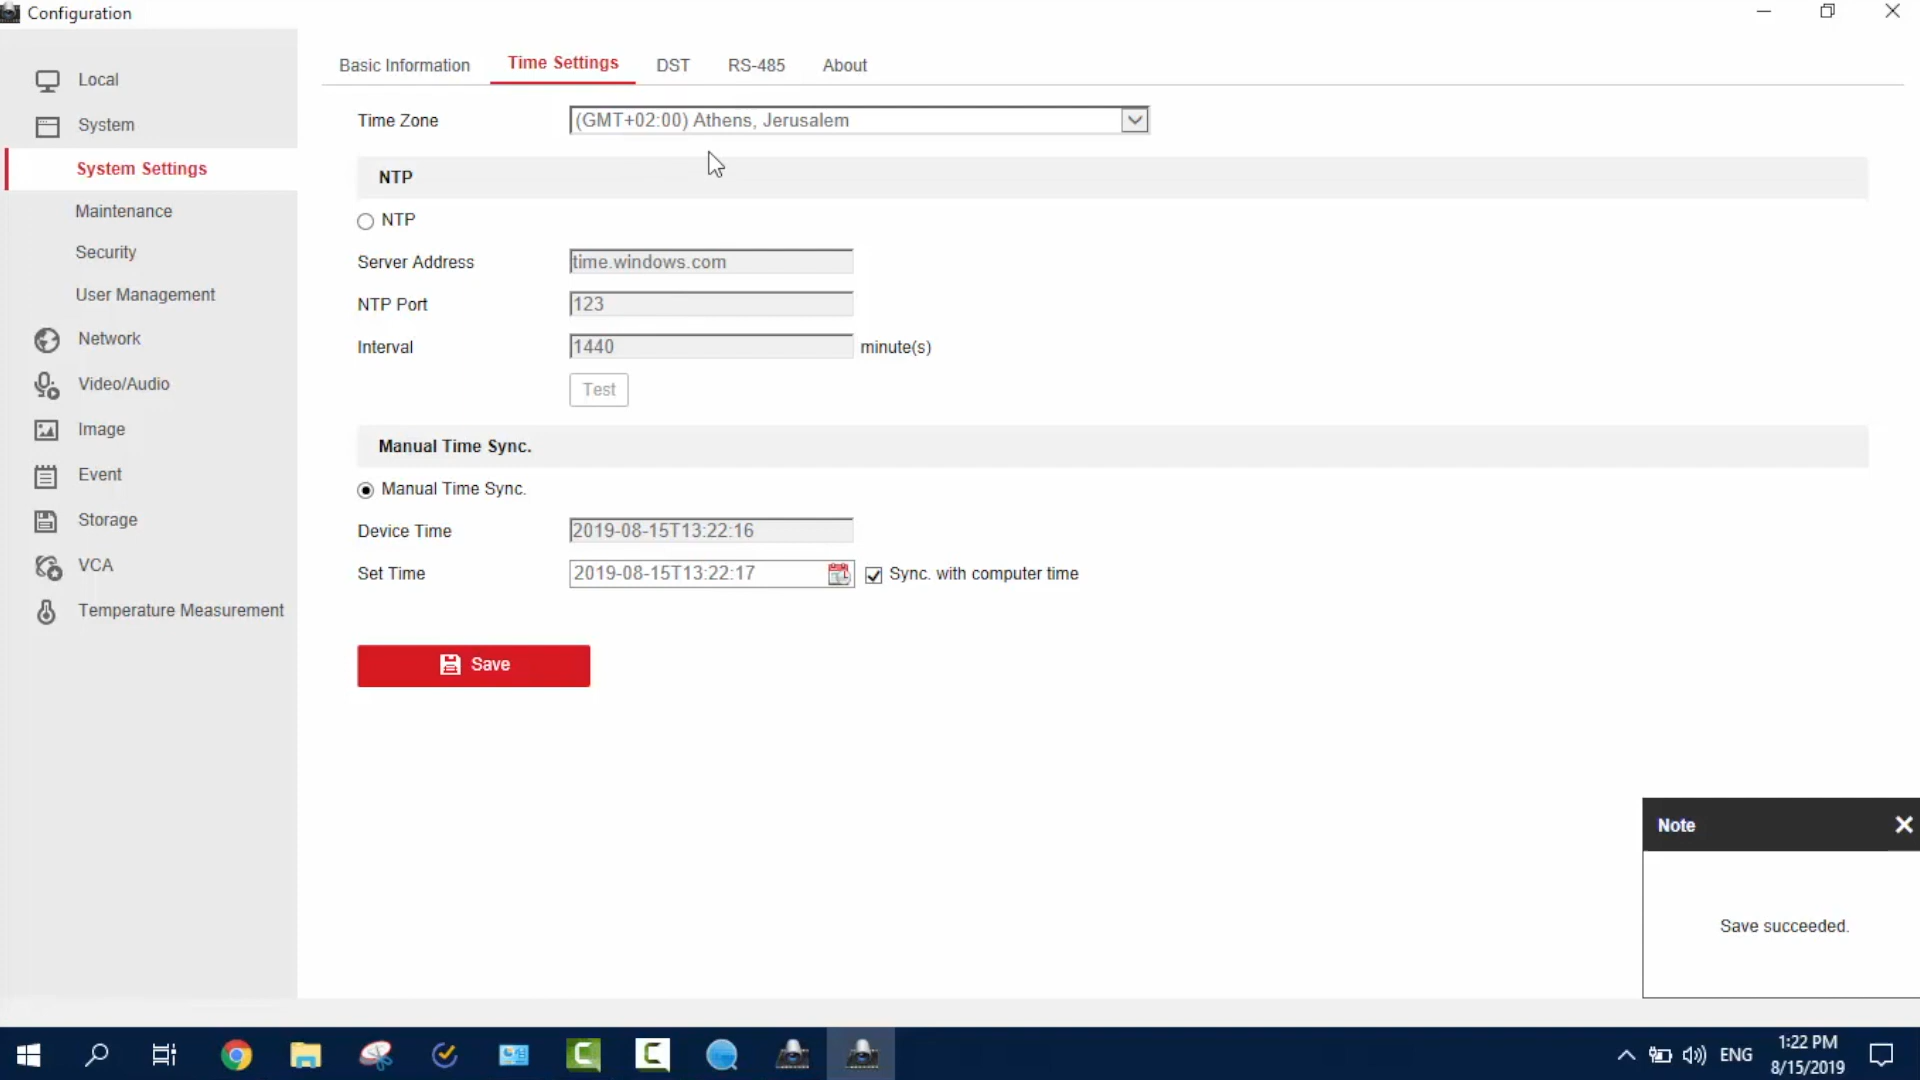 Configuration
Local
System
System Settings
Maintenance
Security
User Management
Network
Video/Audio
Image
Event
Storage
VCA
Temperature Measurement
Basic Information Time Settings DST RS-485 About
Time Zone (GMT+02:00) Athens, Jerusalem
NTP
NTP
Server Address time.windows.com
NTP Port 123
Interval 1440 minute(s)
Test
Manual Time Sync.
Manual Time Sync.
Device Time 2019-08-15T13:22:16
Set Time 2019-08-15T13:22:17 Sync. with computer time
Save
Note
Save succeeded.
ENG
1:22 PM
8/15/2019